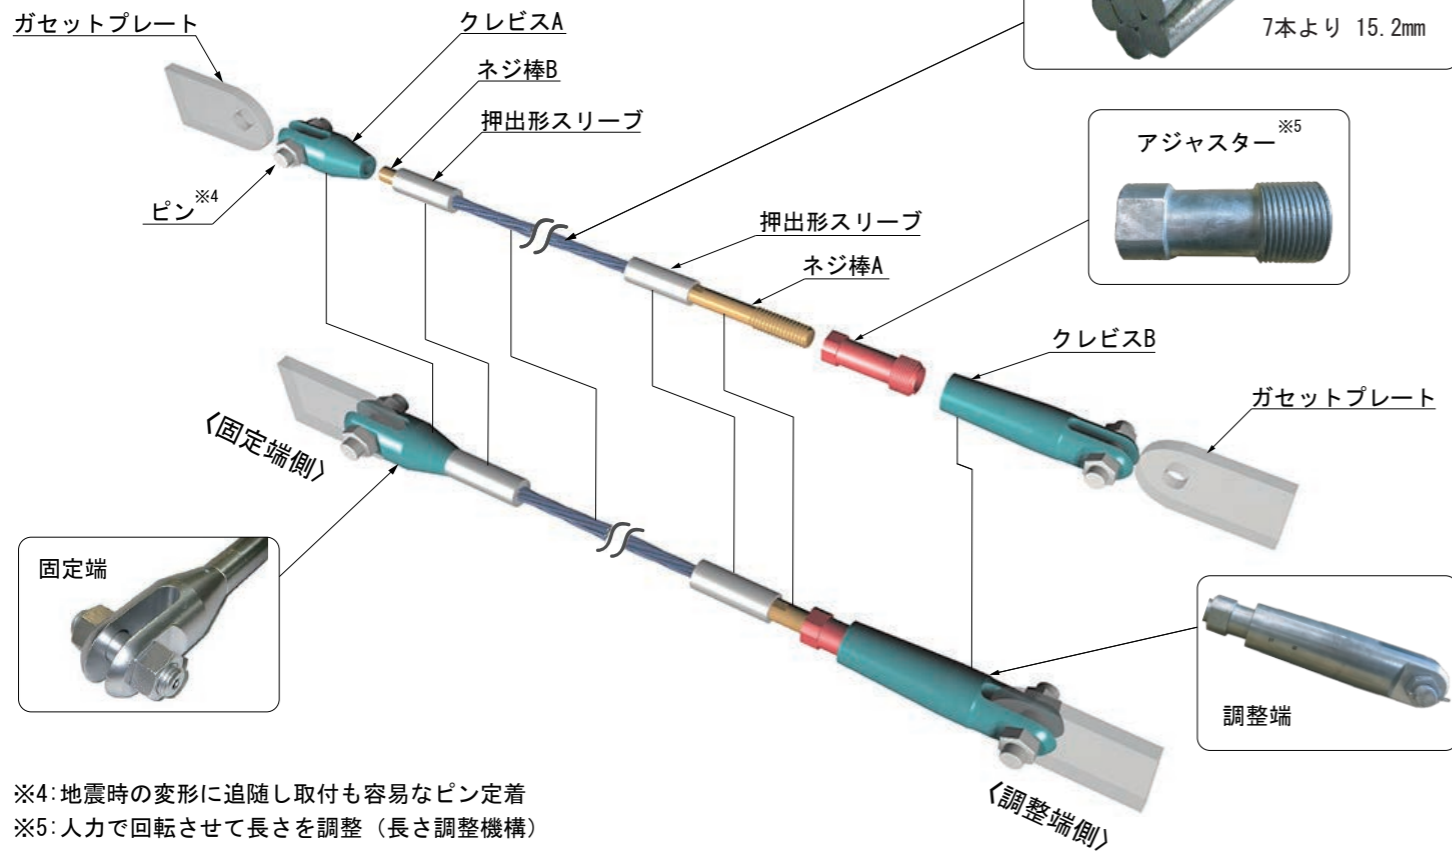 ガセットプレート
クレビスA
ネジ棒B
押出形スリーブ
ピン※4
7本より 15.2mm
アジャスター※5
押出形スリーブ
ネジ棒A
クレビスB
ガセットプレート
〈固定端側〉
固定端
調整端
〈調整端側〉
※4:地震時の変形に追随し取付も容易なピン定着
※5:人力で回転させて長さを調整（長さ調整機構）